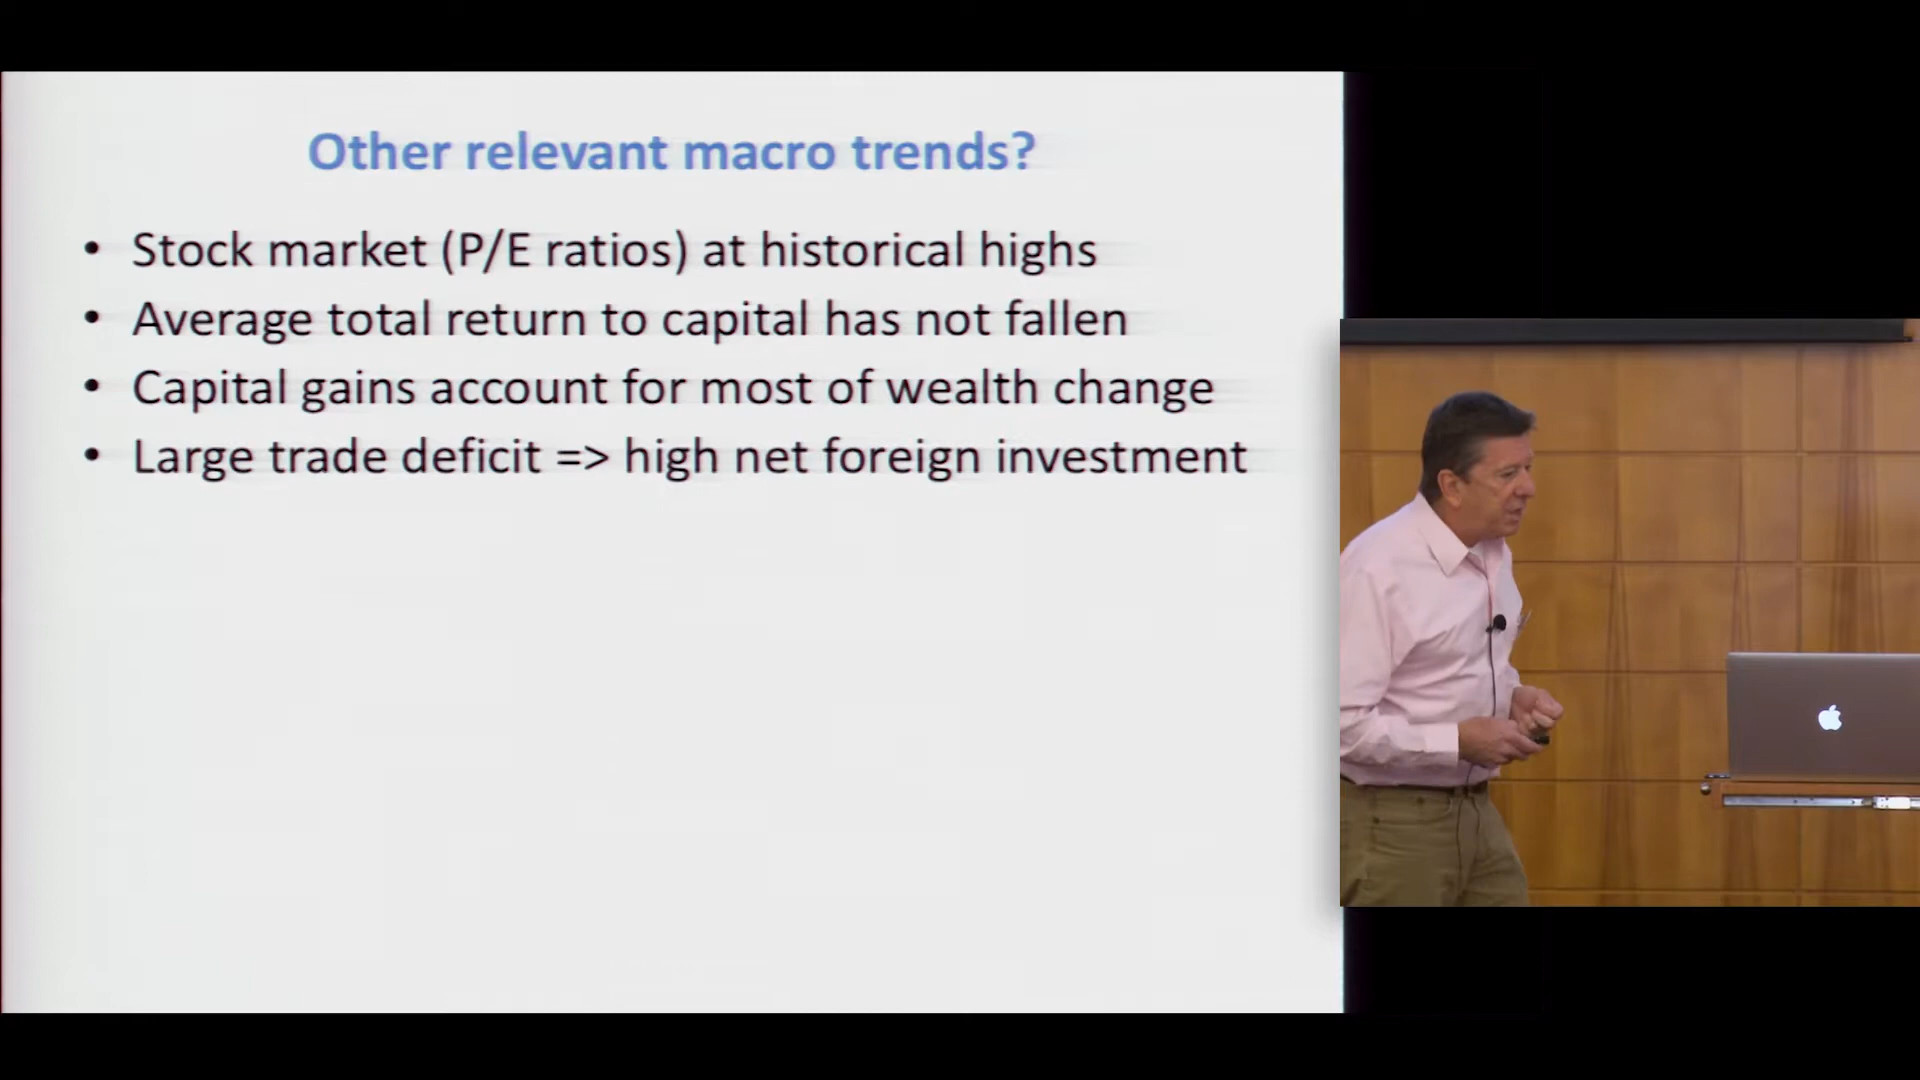 Other relevant macro trends?
• Stock market (P/E ratios) at historical highs
• Average total return to capital has not fallen
• Capital gains account for most of wealth change
• Large trade deficit => high net foreign investment